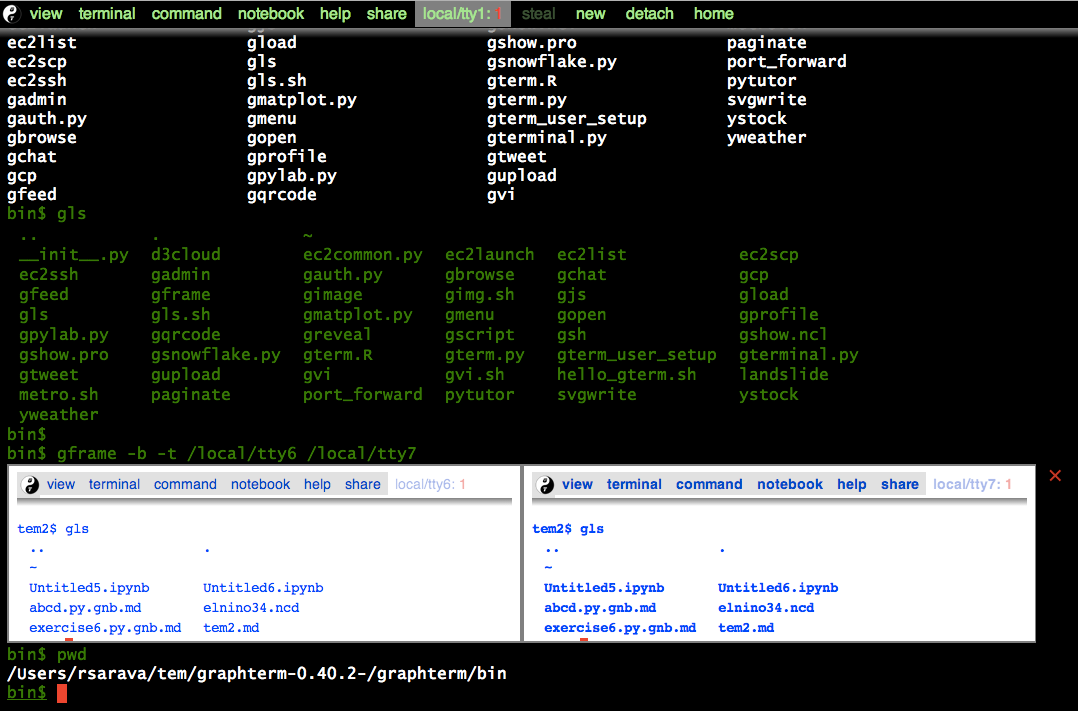 view terminal command notebook help share local/tty1: 1 steal new detach home
ec2list gload gshow.pro paginate
ec2scp gls gsnowflake.py port_forward
ec2ssh gls.sh gterm.R pytutor
gadmin gmatplot.py gterm.py svgwrite
gauth.py gmenu gterm_user_setup ystock
gbrowse gopen gterminal.py yweather
gchat gprofile gtweet
gcp gpylab.py gupload
gfeed gqrcode gvi
bin$ gls
.. . ~
__init__.py d3cloud ec2common.py ec2launch ec2list ec2scp
ec2ssh gadmin gauth.py gbrowse gchat gcp
gfeed gframe gimage gimg.sh gjs gload
gls gls.sh gmatplot.py gmenu gopen gprofile
gpylab.py gqrcode greveal gscript gsh gshow.ncl
gshow.pro gsnowflake.py gterm.R gterm.py gterm_user_setup gterminal.py
gtweet gupload gvi gvi.sh hello_gterm.sh landslide
metro.sh paginate port_forward pytutor svgwrite ystock
yweather
bin$
bin$ gframe -b -t /local/tty6 /local/tty7
view terminal command notebook help share local/tty6: 1
tem2$ gls
.. .
~
Untitled5.ipynb Untitled6.ipynb
abcd.py.gnb.md elnino34.ncd
exercise6.py.gnb.md tem2.md
view terminal command notebook help share local/tty7: 1
tem2$ gls
.. .
~
Untitled5.ipynb Untitled6.ipynb
abcd.py.gnb.md elnino34.ncd
exercise6.py.gnb.md tem2.md
bin$ pwd
/Users/rsarava/tem/graphterm-0.40.2-/graphterm/bin
bin$